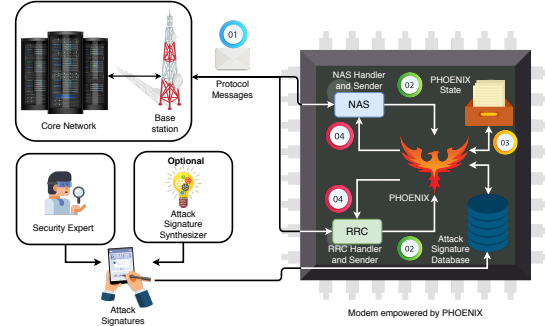 Core Network
Base
station
01
Protocol
Messages
NAS Handler
and Sender
NAS
02
PHOENIX
State
04
03
PHOENIX
04
RRC
RRC Handler
and Sender
02
Attack
Signature
Database
Security Expert
Optional
Attack
Signature
Synthesizer
Attack
Signatures
Modem empowered by PHOENIX